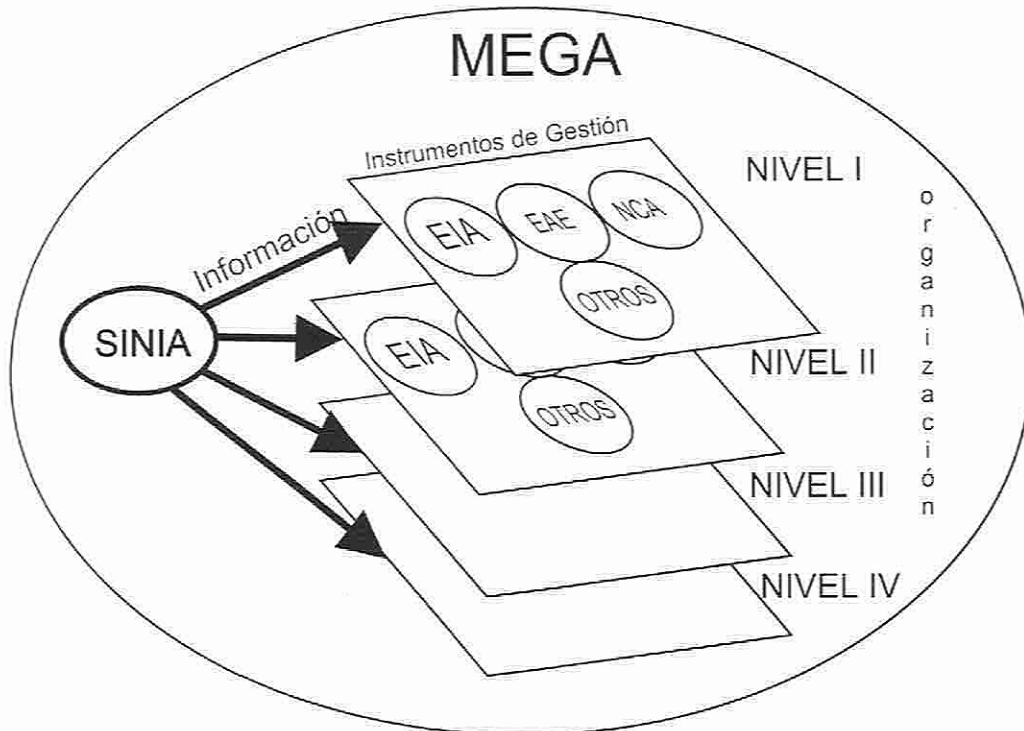 MEGA
Instrumentos de Gestión
NIVEL I
EIA
EAE
NCA
OTROS
Información
SINIA
EIA
OTROS
NIVEL II
NIVEL III
NIVEL IV
organización